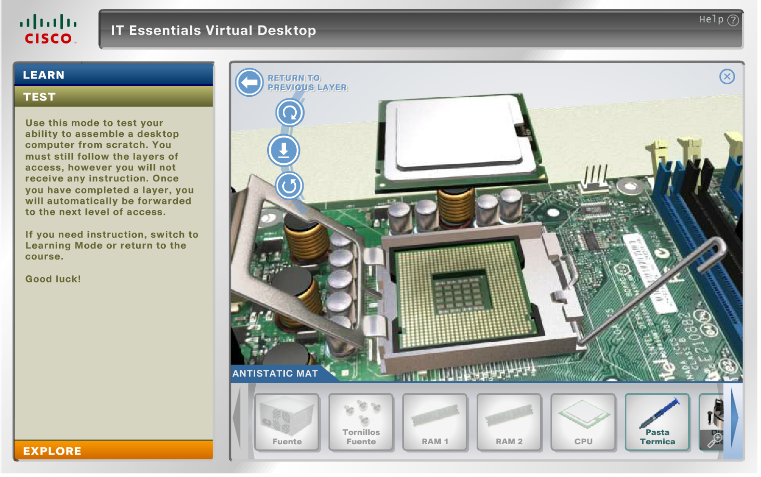 CISCO
IT Essentials Virtual Desktop
Help ?
LEARN
TEST
Use this mode to test your
ability to assemble a desktop
computer from scratch. You
must still follow the layers of
access, however you will not
receive any instruction. Once
you have completed a layer, you
will automatically be forwarded
to the next level of access.
If you need instruction, switch to
Learning Mode or return to the
course.
Good luck!
EXPLORE
RETURN TO
PREVIOUS LAYER
ANTISTATIC MAT
Fuente
Tornillos
Fuente
RAM 1
RAM 2
CPU
Pasta
Termica